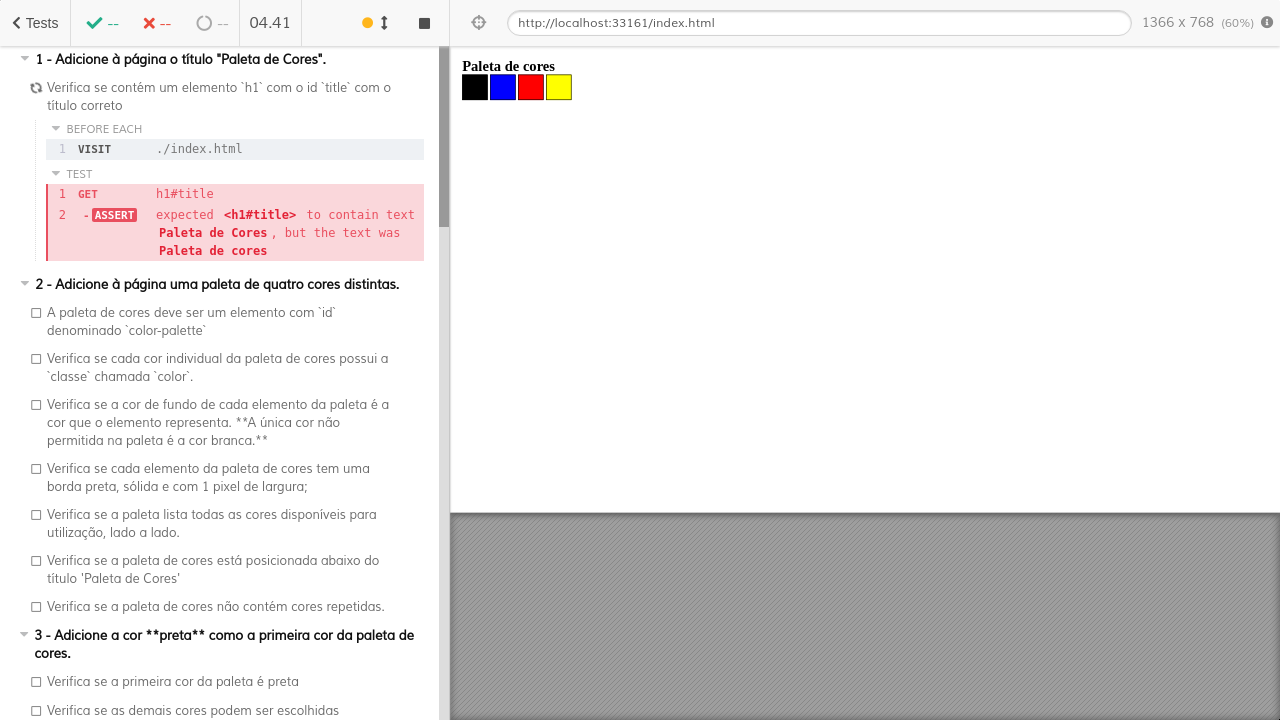 Tests
--
--
--
04.41
http://localhost:33161/index.html
1366 x 768 (60%)
1 - Adicione à página o título "Paleta de Cores".
Verifica se contém um elemento `h1` com o id `title` com o
título correto
BEFORE EACH
1 VISIT ./index.html
TEST
1 GET h1#title
2 -ASSERT expected <h1#title> to contain text
Paleta de Cores, but the text was
Paleta de cores
2 - Adicione à página uma paleta de quatro cores distintas.
A paleta de cores deve ser um elemento com `id`
denominado `color-palette`
Verifica se cada cor individual da paleta de cores possui a
`classe` chamada `color`.
Verifica se a cor de fundo de cada elemento da paleta é a
cor que o elemento representa. **A única cor não
permitida na paleta é a cor branca.**
Verifica se cada elemento da paleta de cores tem uma
borda preta, sólida e com 1 pixel de largura;
Verifica se a paleta lista todas as cores disponíveis para
utilização, lado a lado.
Verifica se a paleta de cores está posicionada abaixo do
título 'Paleta de Cores'
Verifica se a paleta de cores não contém cores repetidas.
3 - Adicione a cor **preta** como a primeira cor da paleta de
cores.
Verifica se a primeira cor da paleta é preta
Verifica se as demais cores podem ser escolhidas
Paleta de cores